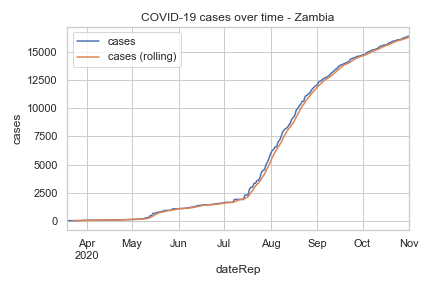 COVID-19 cases over time - Zambia
cases
cases (rolling)
15000
12500
10000
7500
5000
2500
0
cases
Apr May Jun Jul Aug Sep Oct Nov
2020
dateRep